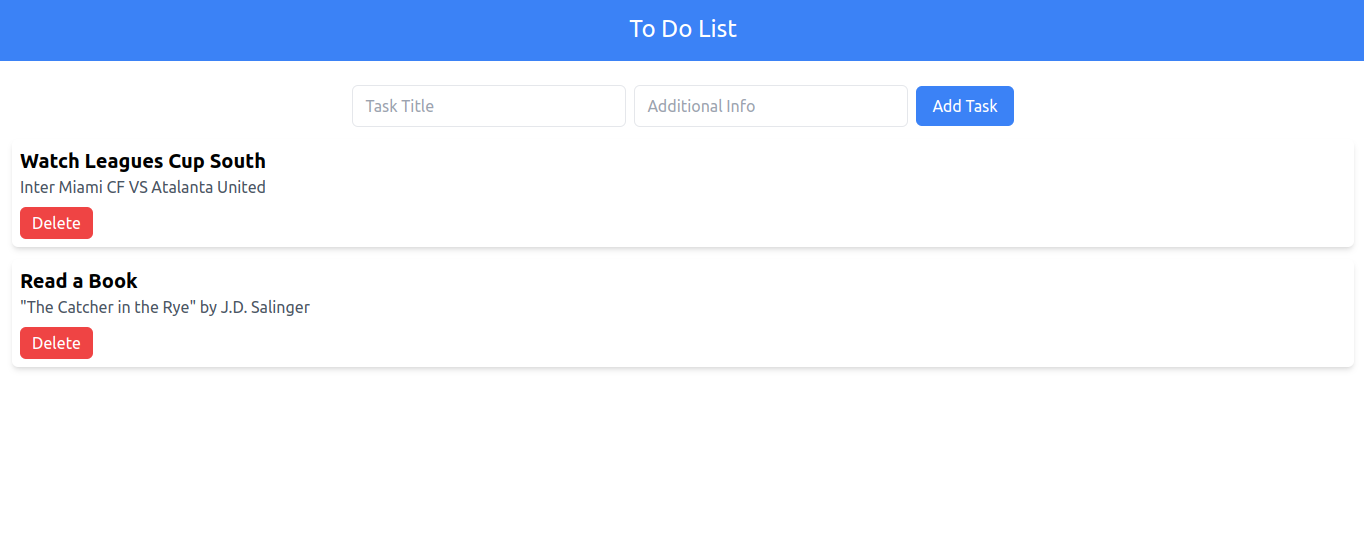 To Do List
Task Title Additional Info Add Task
Watch Leagues Cup South
Inter Miami CF VS Atalanta United
Delete
Read a Book
"The Catcher in the Rye" by J.D. Salinger
Delete